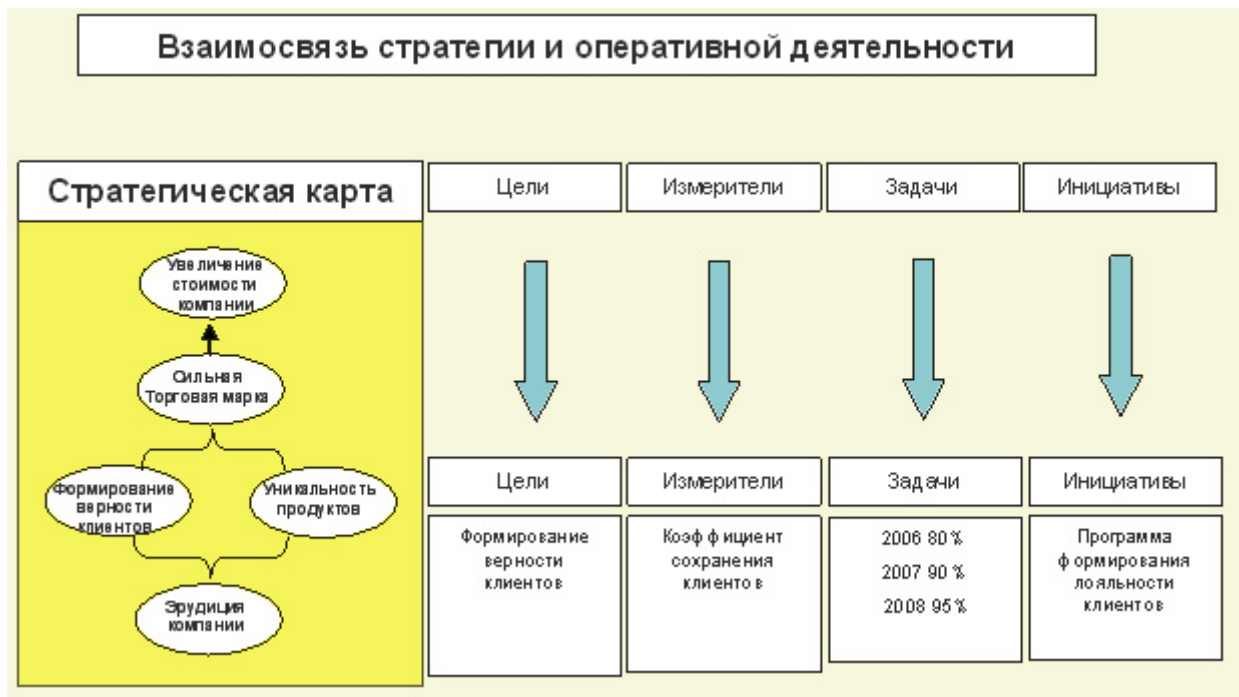 Взаимосвязь стратегии и оперативной деятельности
Стратегическая карта
Цели
Измерители
Задачи
Инициативы
Увеличение
стоимости
компании
Сильная
Торговая марка
Формирование
верности
клиентов
Уникальность
продуктов
Эрудиция
компании
Цели
Измерители
Задачи
Инициативы
Формирование
верности
клиентов
Коэффициент
сохранения
клиентов
2006 80%
2007 90%
2008 95%
Программа
формирования
лояльности
клиентов